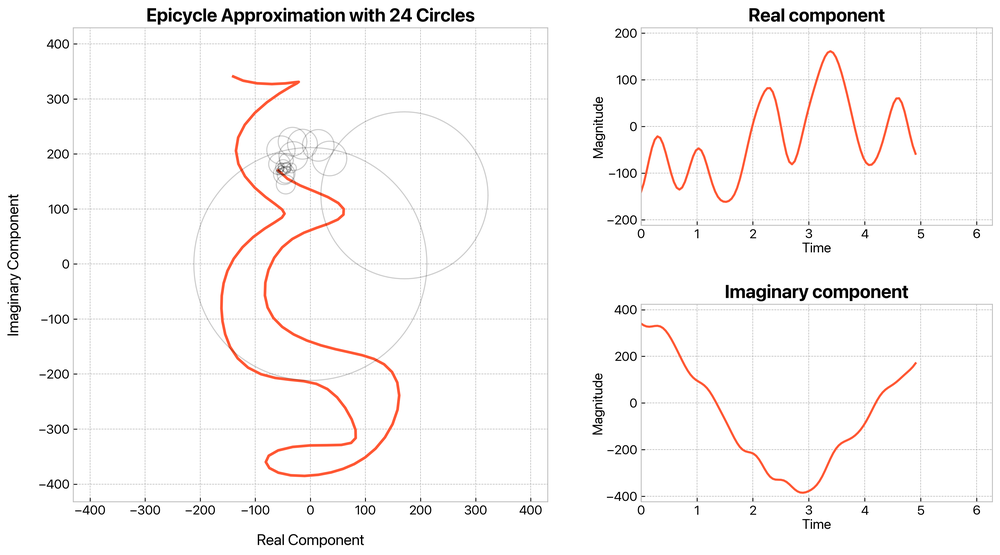 Epicycle Approximation with 24 Circles
400
300
200
100
0
−100
−200
−300
−400
Imaginary Component
−400 −300 −200 −100 0 100 200 300 400
Real Component
Real component
200
100
0
−100
−200
Magnitude
0 1 2 3 4 5 6
Time
Imaginary component
400
200
0
−200
−400
Magnitude
0 1 2 3 4 5 6
Time